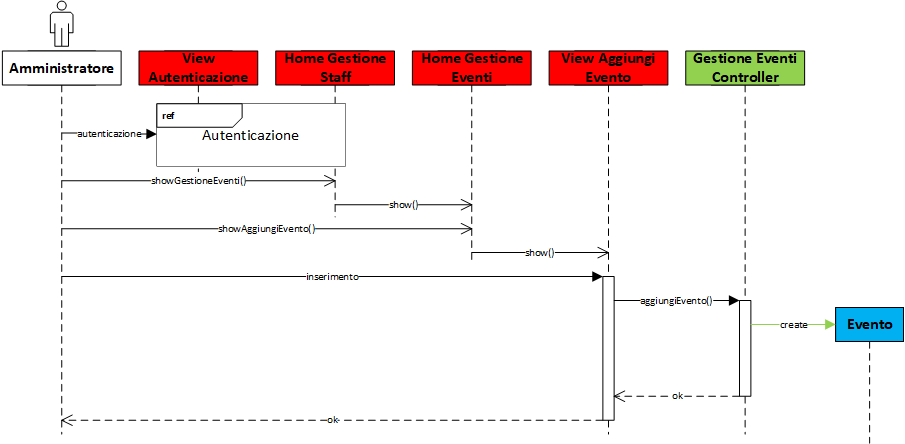 Amministratore
View
Autenticazione
Home Gestione
Staff
Home Gestione
Eventi
View Aggiungi
Evento
Gestione Eventi
Controller
ref
autenticazione
Autenticazione
showGestioneEventi()
show()
showAggiungiEvento()
show()
inserimento
aggiungiEvento()
create
Evento
ok
ok